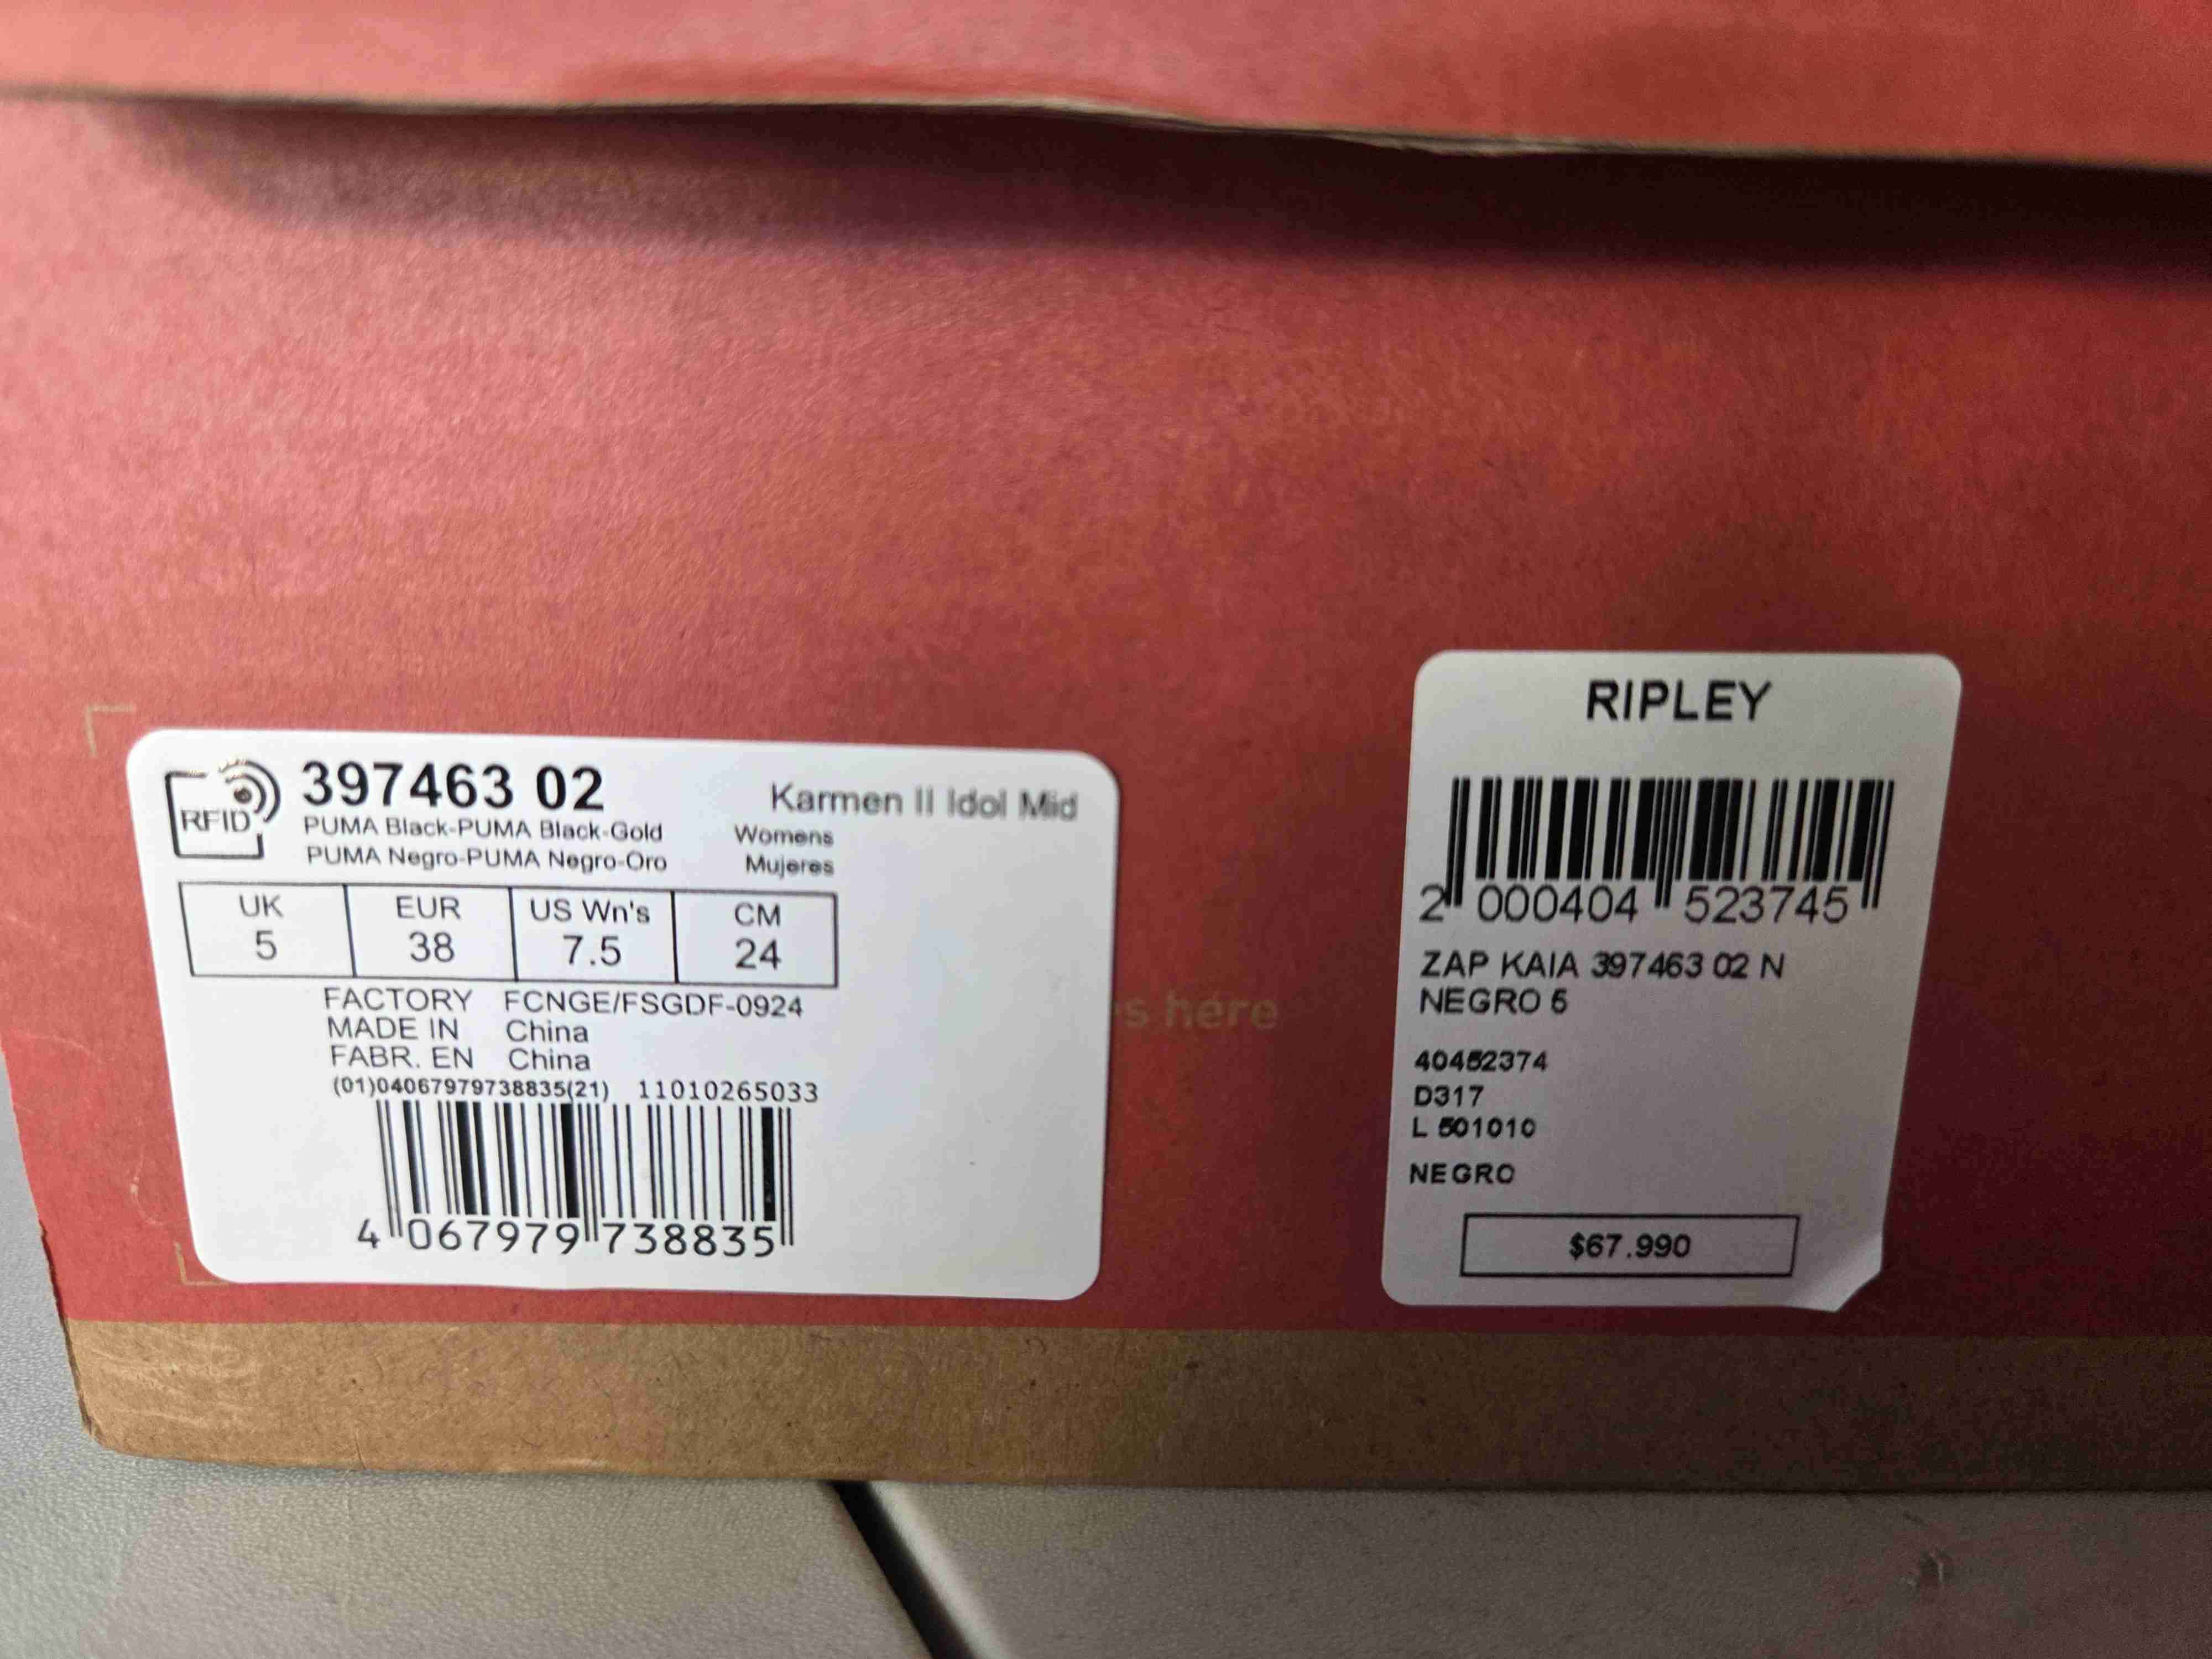 RFID
397463 02
Karmen II Idol Mid
PUMA Black-PUMA Black-Gold
Womens
PUMA Negro-PUMA Negro-Oro
Mujeres
UK EUR US Wn's CM
5 38 7.5 24
FACTORY FCNGE/FSGDF-0924
MADE IN China
FABR. EN China
(01)04067979738835(21) 11010265033
4 067979 738835
s here
RIPLEY
2 000404 523745
ZAP KAIA 397463 02 N
NEGRO 5
40452374
D317
L 501010
NEGRO
$67.990